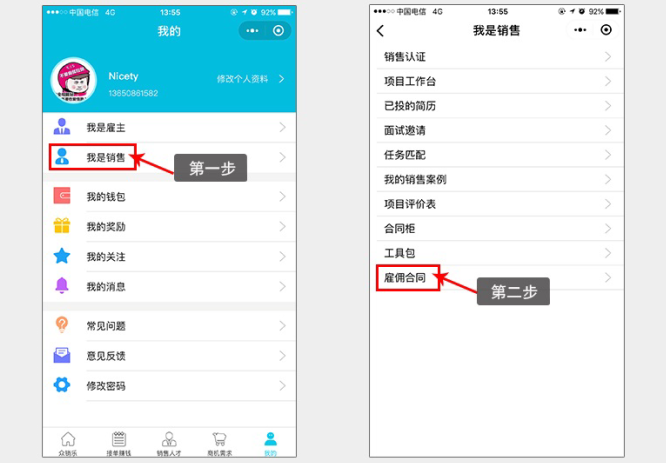 中国电信 4G 13:55 92%
我的
Nicety
修改个人资料
13650861582
我是雇主
我是销售
第一步
我的钱包
我的奖励
我的关注
我的消息
常见问题
意见反馈
修改密码
众销乐 接单赚钱 销售人才 商机需求 我的
中国电信 4G 13:55 92%
我是销售
销售认证
项目工作台
已投的简历
面试邀请
任务匹配
我的销售案例
项目评价表
合同柜
工具包
雇佣合同
第二步